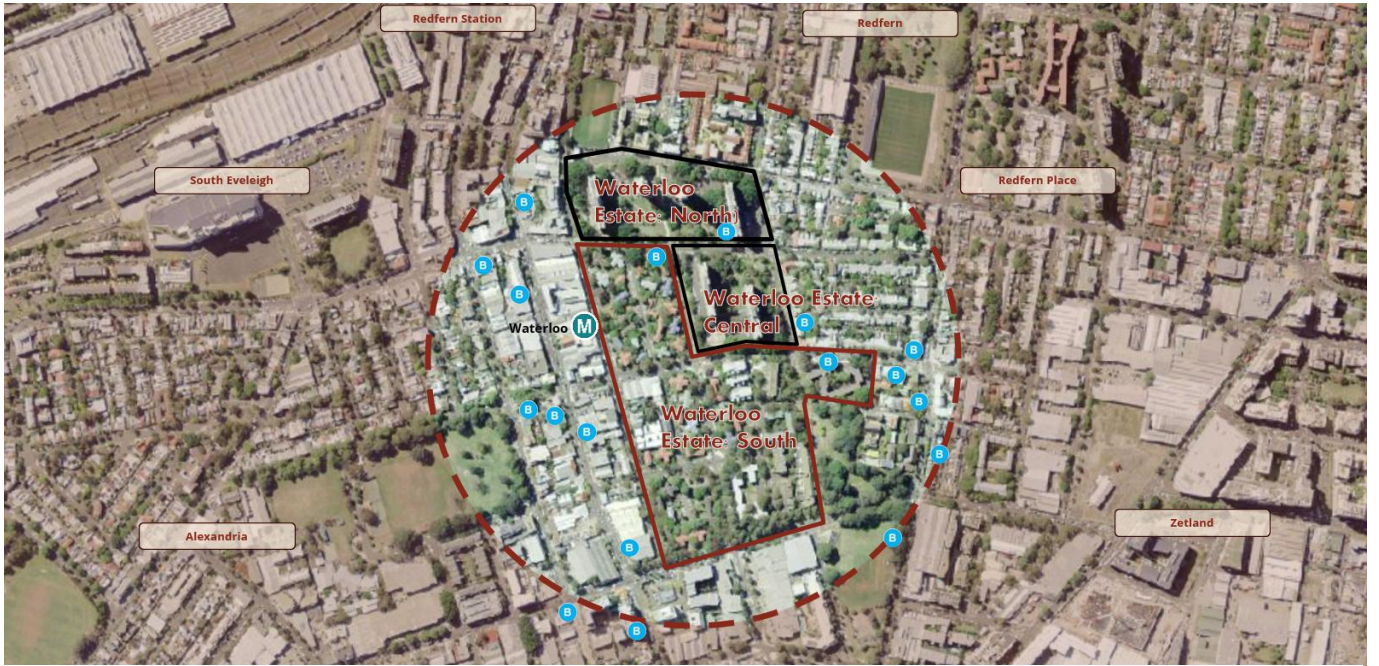 Redfern Station
Redfern
South Eveleigh
Redfern Place
Waterloo
Estate: North)
B
B
B
B
B
Waterloo Estate:
Central
B
Waterloo
M
B
B
B
B
B
B
B
Waterloo
Estate: South
B
B
Alexandria
Zetland
B
B
B
B